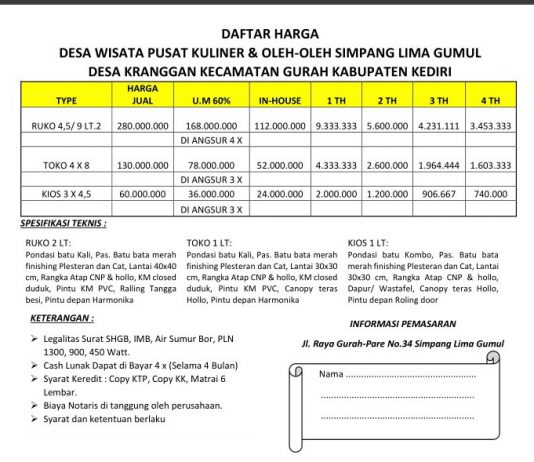 DAFTAR HARGA
DESA WISATA PUSAT KULINER & OLEH-OLEH SIMPANG LIMA GUMUL
DESA KRANGGAN KECAMATAN GURAH KABUPATEN KEDIRI
TYPE HARGA JUAL U.M 60% IN-HOUSE 1 TH 2 TH 3 TH 4 TH
RUKO 4,5/ 9 LT.2 280.000.000 168.000.000 112.000.000 9.333.333 5.600.000 4.231.111 3.453.333
DI ANGSUR 4 X
TOKO 4 X 8 130.000.000 78.000.000 52.000.000 4.333.333 2.600.000 1.964.444 1.603.333
DI ANGSUR 3 X
KIOS 3 X 4,5 60.000.000 36.000.000 24.000.000 2.000.000 1.200.000 906.667 740.000
DI ANGSUR 3 X
SPESIFIKASI TEKNIS :
RUKO 2 LT:
Pondasi batu Kali, Pas. Batu bata merah
finishing Plesteran dan Cat, Lantai 40x40
cm, Rangka Atap CNP & hollo, KM closed
duduk, Pintu KM PVC, Ralling Tangga
besi, Pintu depan Harmonika
TOKO 1 LT:
Pondasi batu Kali, Pas. Batu bata merah
finishing Plesteran dan Cat, Lantai 30x30
cm, Rangka Atap CNP & hollo, KM closed
duduk, Pintu KM PVC, Canopy teras
Hollo, Pintu depan Harmonika
KIOS 1 LT:
Pondasi batu Kombo, Pas. Batu bata
merah finishing Plesteran dan Cat, Lantai
30x30 cm, Rangka Atap CNP & hollo,
Dapur/ Wastafel, Canopy teras Hollo,
Pintu depan Roling door
KETERANGAN :
➢ Legalitas Surat SHGB, IMB, Air Sumur Bor, PLN
1300, 900, 450 Watt.
➢ Cash Lunak Dapat di Bayar 4 x (Selama 4 Bulan)
➢ Syarat Keredit : Copy KTP, Copy KK, Matrai 6
Lembar.
➢ Biaya Notaris di tanggung oleh perusahaan.
➢ Syarat dan ketentuan berlaku
INFORMASI PEMASARAN
Jl. Raya Gurah-Pare No.34 Simpang Lima Gumul
Nama ........................................